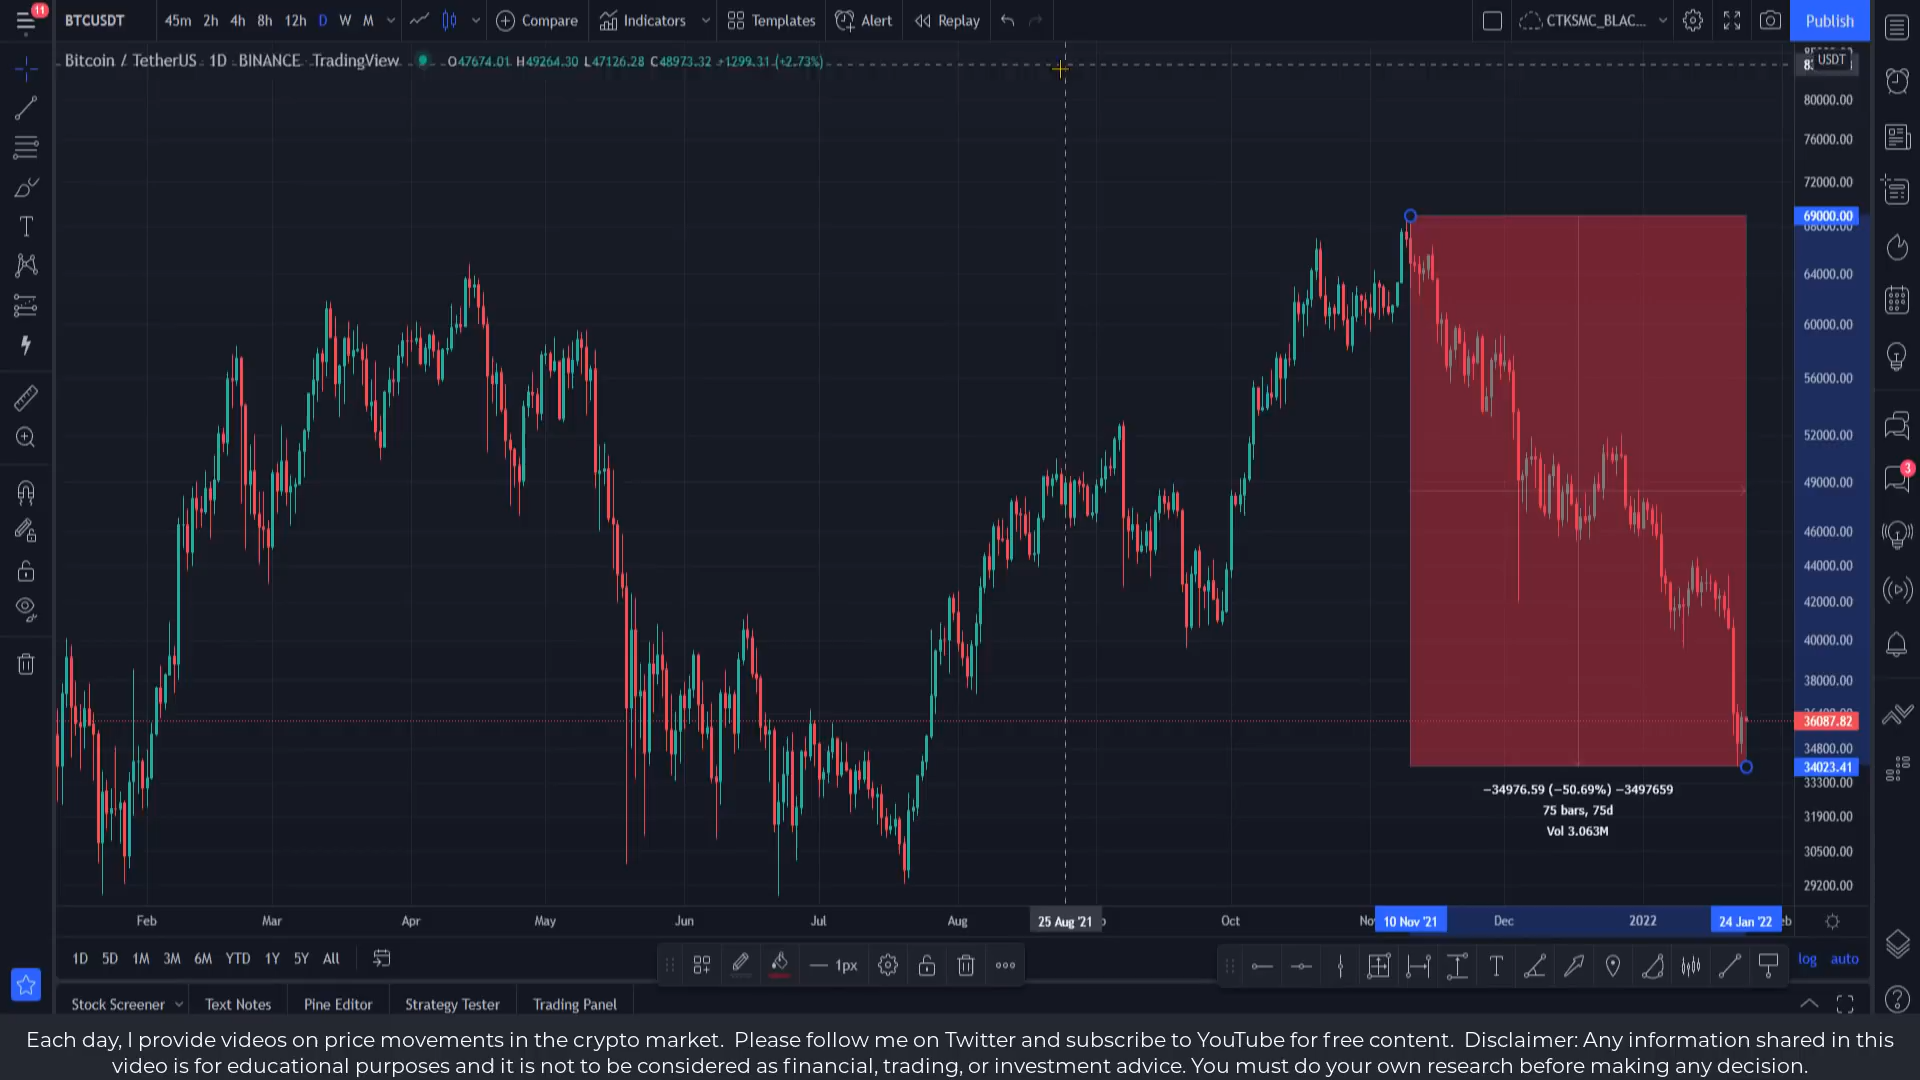 11
BTCUSDT 45m 2h 4h 8h 12h D W M Compare Indicators Templates Alert Replay CTKSMC_BLAC... Publish
Bitcoin / TetherUS 1D BINANCE TradingView O47674.01 H49264.30 L47126.28 C48973.32 +1299.31 (+2.73%)
USDT
80000.00
76000.00
72000.00
69000.00
68000.00
64000.00
60000.00
56000.00
52000.00
49000.00
3
46000.00
44000.00
42000.00
40000.00
38000.00
36087.82
34800.00
34023.41
33300.00
31900.00
30500.00
29200.00
−34976.59 (−50.69%) −3497659
75 bars, 75d
Vol 3.063M
Feb Mar Apr May Jun Jul Aug 25 Aug '21 Oct 10 Nov '21 Dec 2022 24 Jan '22
1D 5D 1M 3M 6M YTD 1Y 5Y All 1px log auto
Stock Screener Text Notes Pine Editor Strategy Tester Trading Panel
Each day, I provide videos on price movements in the crypto market. Please follow me on Twitter and subscribe to YouTube for free content. Disclaimer: Any information shared in this
video is for educational purposes and it is not to be considered as financial, trading, or investment advice. You must do your own research before making any decision.